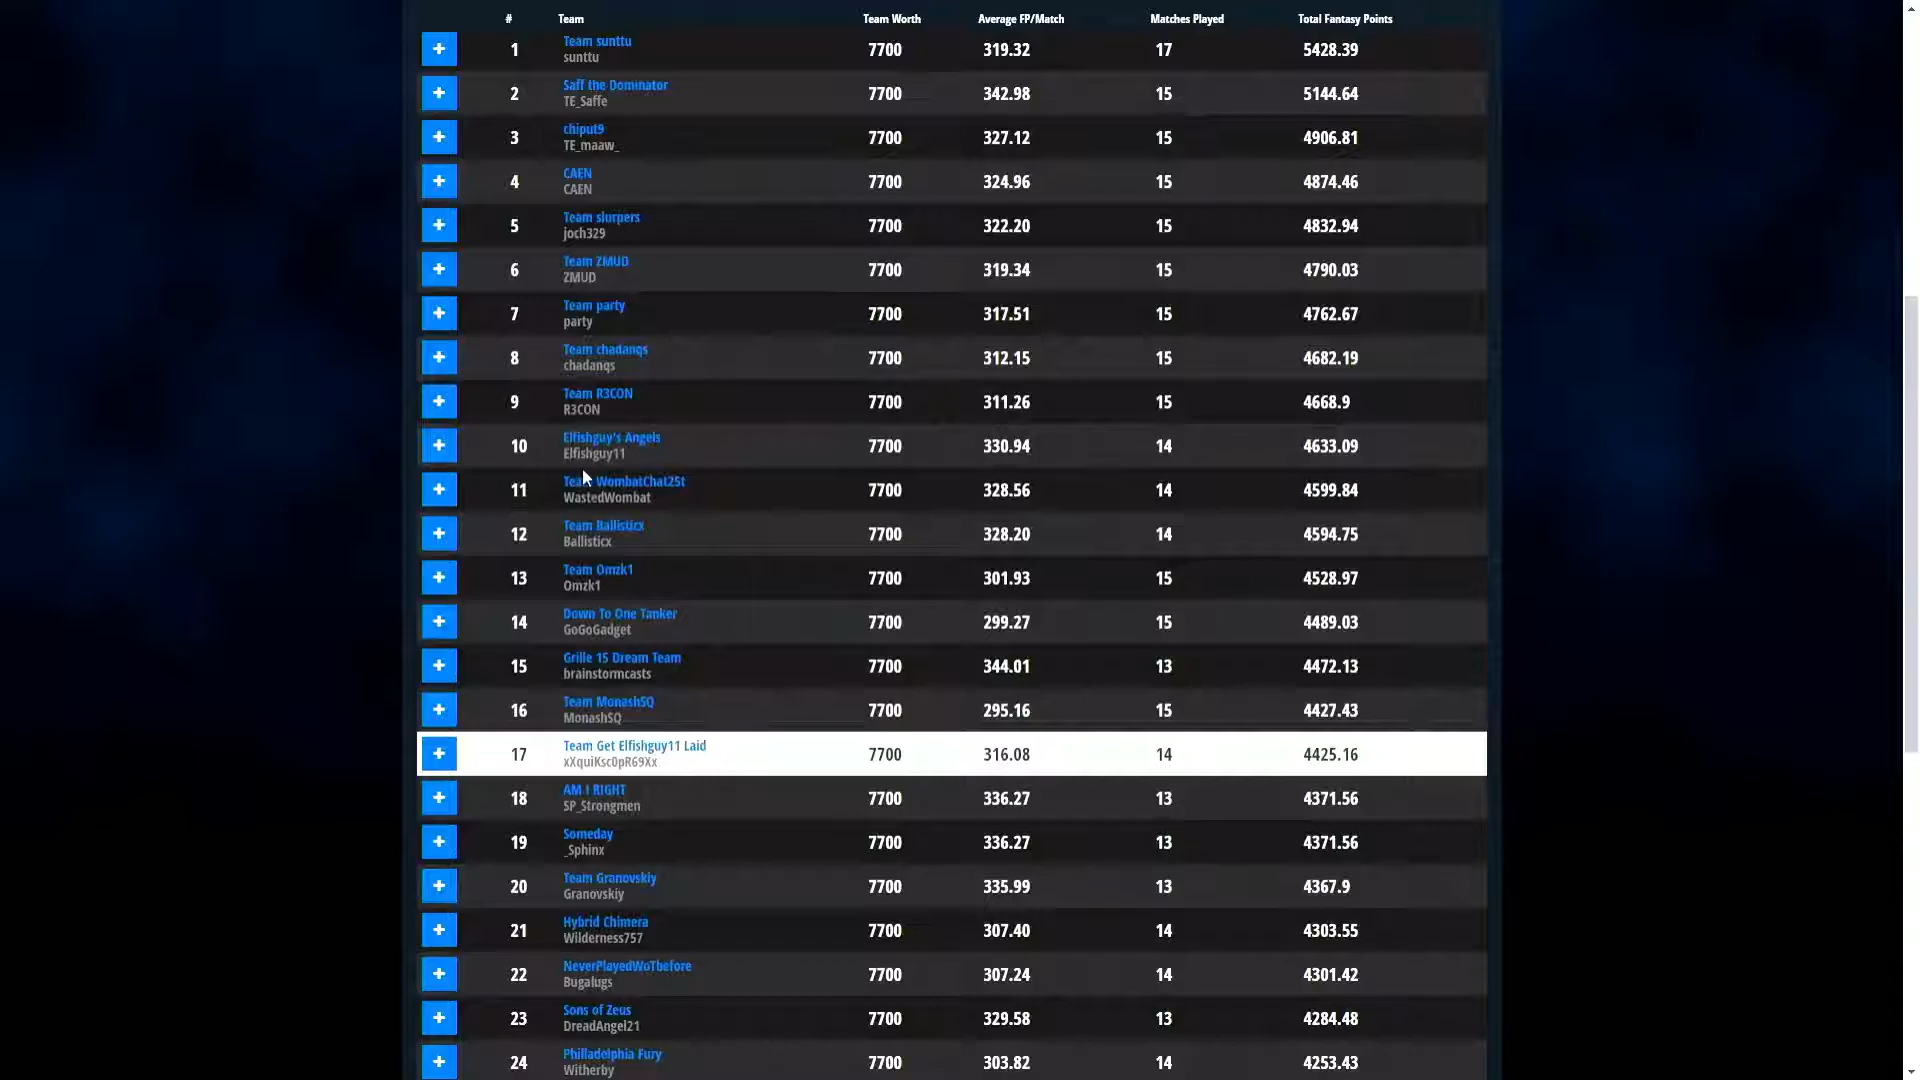 # Team Team Worth Average FP/Match Matches Played Total Fantasy Points
1 Team sunttu 7700 319.32 17 5428.39
sunttu
2 Saff the Dominator 7700 342.98 15 5144.64
TE_Saffe
3 chiput9 7700 327.12 15 4906.81
TE_maaw_
4 CAEN 7700 324.96 15 4874.46
CAEN
5 Team slurpers 7700 322.20 15 4832.94
joch329
6 Team ZMUD 7700 319.34 15 4790.03
ZMUD
7 Team party 7700 317.51 15 4762.67
party
8 Team chadanqs 7700 312.15 15 4682.19
chadanqs
9 Team R3CON 7700 311.26 15 4668.9
R3CON
10 Elfishguy's Angels 7700 330.94 14 4633.09
Elfishguy11
11 Team WombatChat25t 7700 328.56 14 4599.84
WastedWombat
12 Team Ballisticx 7700 328.20 14 4594.75
Ballisticx
13 Team Omzk1 7700 301.93 15 4528.97
Omzk1
14 Down To One Tanker 7700 299.27 15 4489.03
GoGoGadget
15 Grille 15 Dream Team 7700 344.01 13 4472.13
brainstormcasts
16 Team MonashSQ 7700 295.16 15 4427.43
MonashSQ
17 Team Get Elfishguy11 Laid 7700 316.08 14 4425.16
xXquiKsc0pR69Xx
18 AM I RIGHT 7700 336.27 13 4371.56
SP_Strongmen
19 Someday 7700 336.27 13 4371.56
_Sphinx
20 Team Granovskiy 7700 335.99 13 4367.9
Granovskiy
21 Hybrid Chimera 7700 307.40 14 4303.55
Wilderness757
22 NeverPlayedWoTbefore 7700 307.24 14 4301.42
Bugalugs
23 Sons of Zeus 7700 329.58 13 4284.48
DreadAngel21
24 Philladelphia Fury 7700 303.82 14 4253.43
Witherby